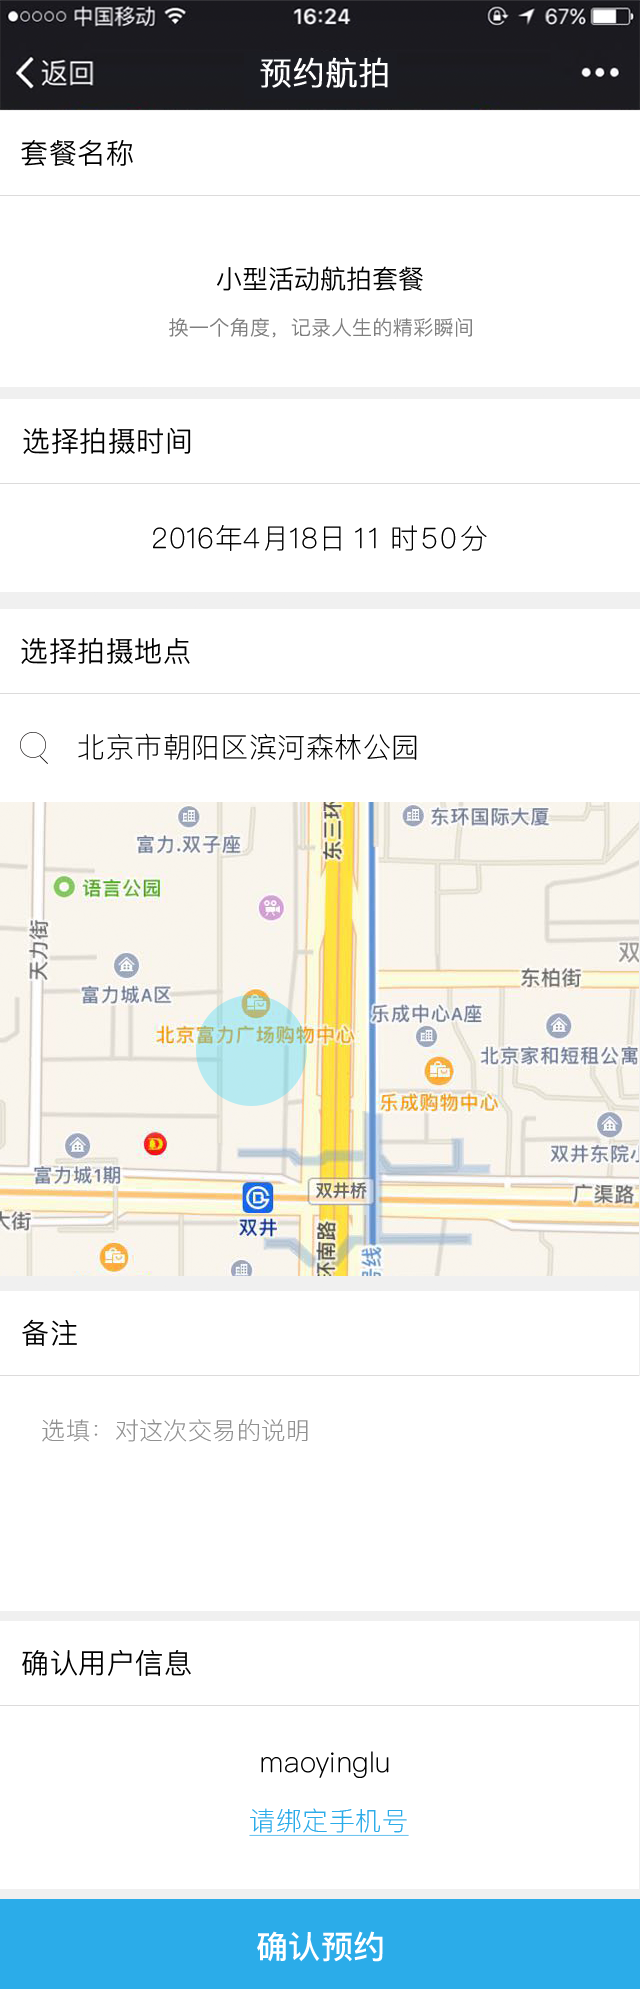 中国移动 16:24 67%
返回 预约航拍
套餐名称
小型活动航拍套餐
换一个角度，记录人生的精彩瞬间
选择拍摄时间
2016年4月18日 11 时50分
选择拍摄地点
北京市朝阳区滨河森林公园
东三环
东环国际大厦
富力.双子座
语言公园
天力街
双
富力城A区
东柏街
乐成中心A座
北京富力广场购物中心
北京家和短租公寓
乐成购物中心
富力城1期
双井东院
双井桥
广渠路
大街
双井
环南路
号线
备注
选填：对这次交易的说明
确认用户信息
maoyinglu
请绑定手机号
确认预约